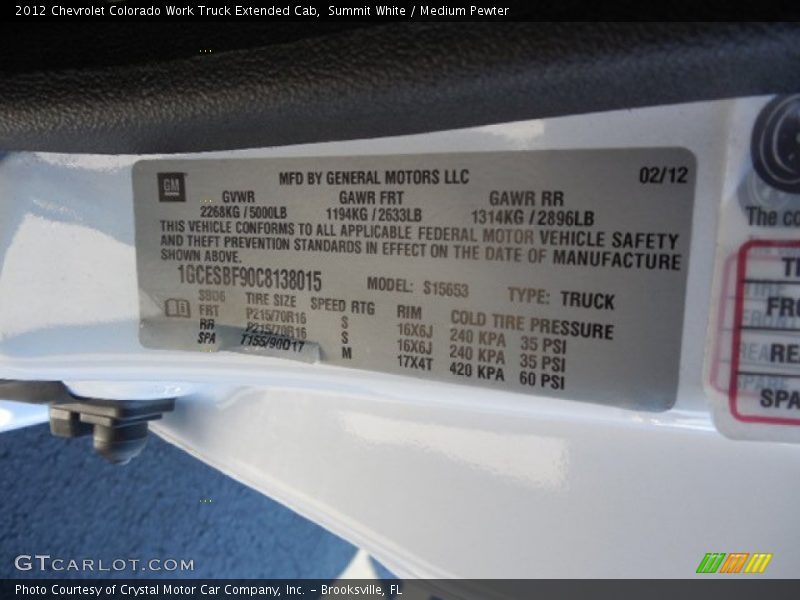 2012 Chevrolet Colorado Work Truck Extended Cab, Summit White / Medium Pewter
GM
MFD BY GENERAL MOTORS LLC 02/12
GVWR GAWR FRT GAWR RR
2268KG / 5000LB 1194KG / 2633LB 1314KG / 2896LB
THIS VEHICLE CONFORMS TO ALL APPLICABLE FEDERAL MOTOR VEHICLE SAFETY
AND THEFT PREVENTION STANDARDS IN EFFECT ON THE DATE OF MANUFACTURE
SHOWN ABOVE.
1GCESBF90C8138015 MODEL: S15653 TYPE: TRUCK
TIRE SIZE SPEED RTG RIM COLD TIRE PRESSURE
FRT P215/70R16 S 16X6J 240 KPA 35 PSI
RR P215/70R16 S 16X6J 240 KPA 35 PSI
SPA T155/90D17 M 17X4T 420 KPA 60 PSI
The co
TI
FRO
REA
SPA
GTCARLOT.COM
Photo Courtesy of Crystal Motor Car Company, Inc. – Brooksville, FL